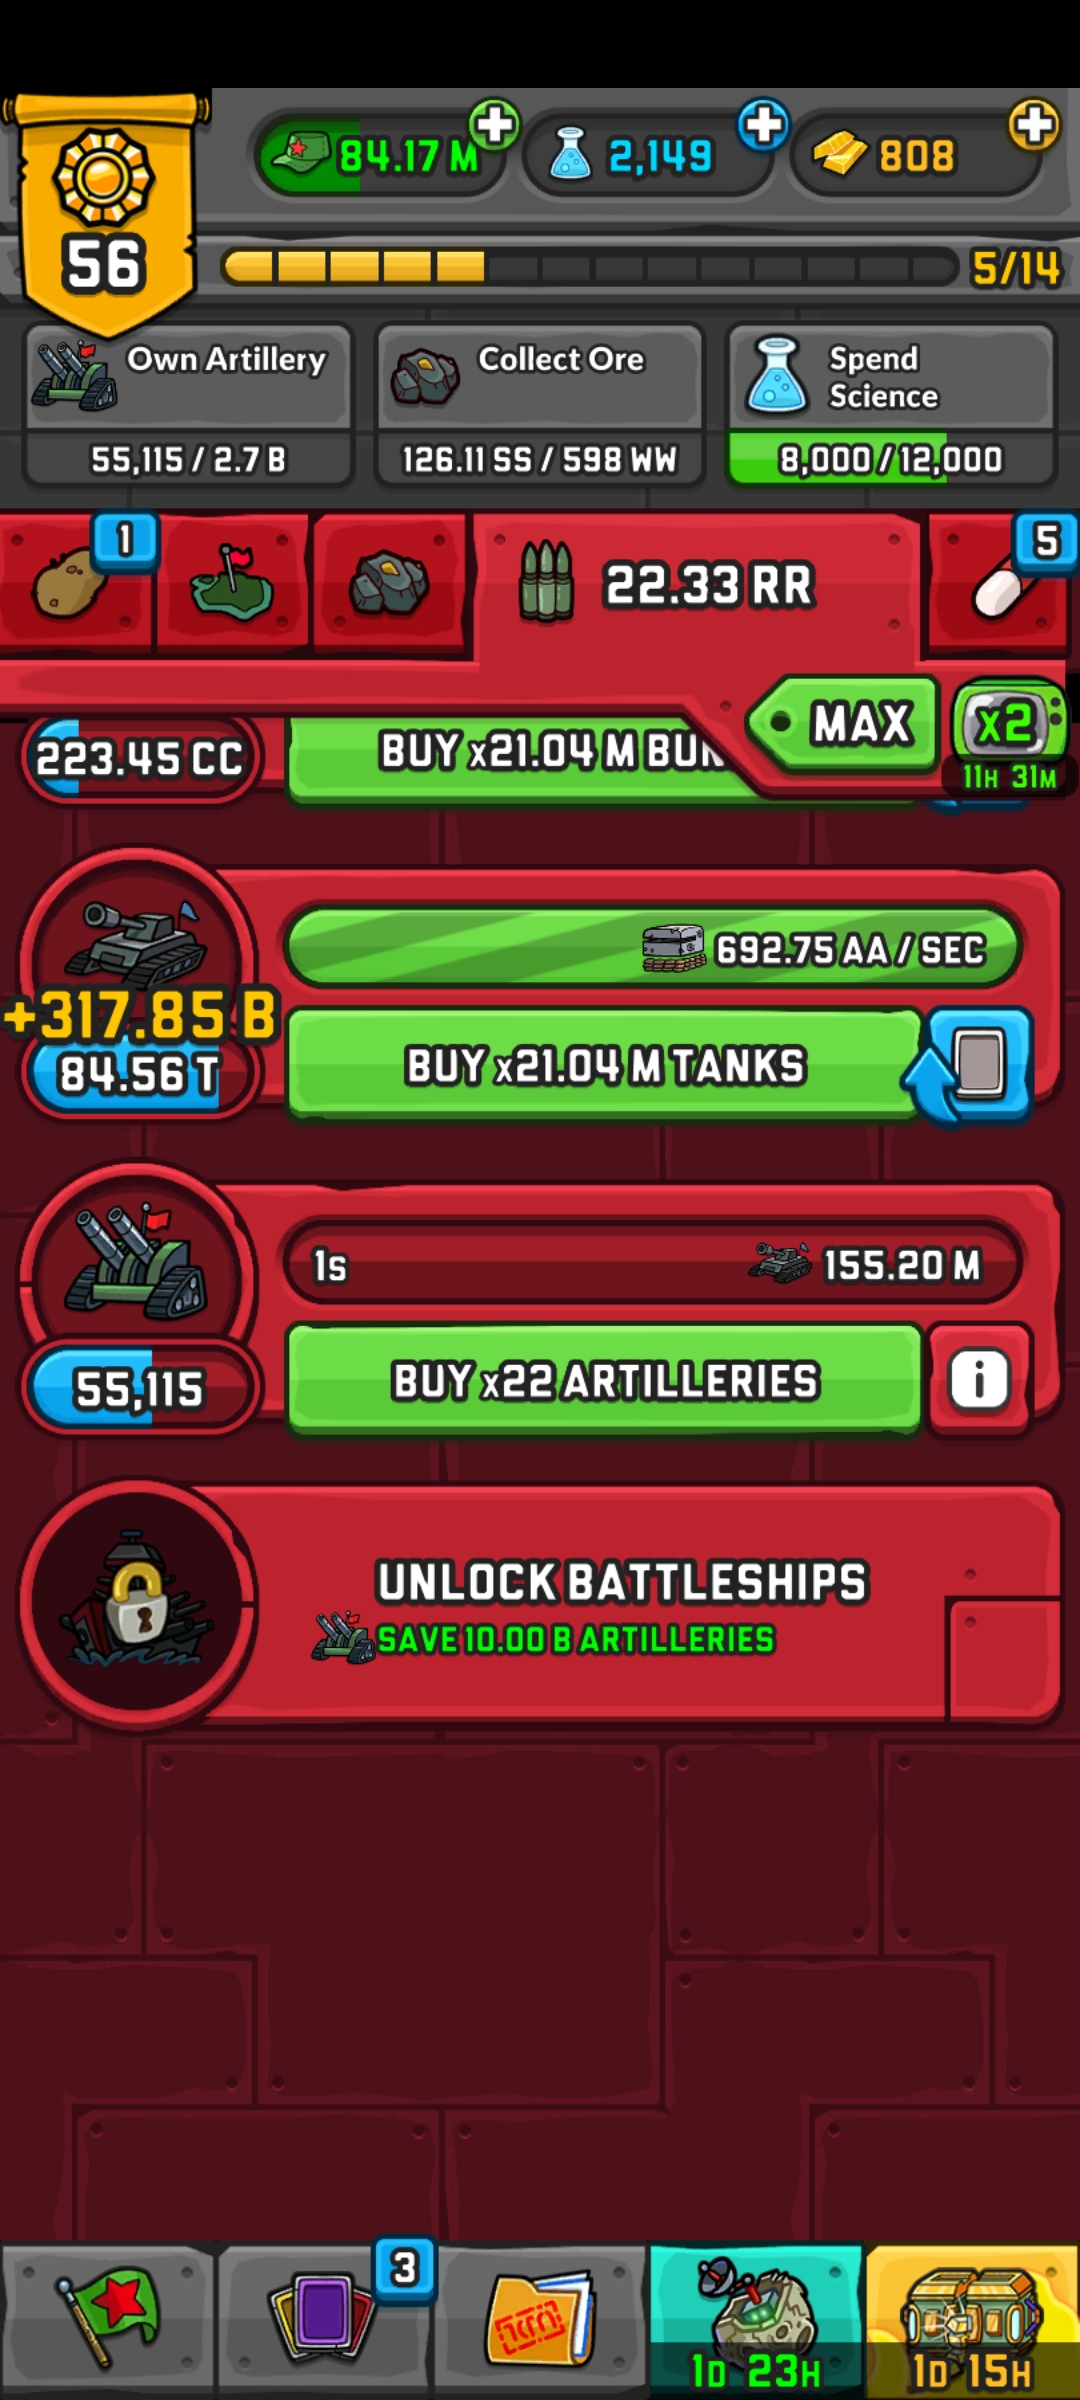 84.17 M
2,149
808
56
5/14
Own Artillery
55,115 / 2.7 B
Collect Ore
126.11 SS / 598 WW
Spend
Science
8,000 / 12,000
1
22.33 RR
5
MAX
x2
11H 31M
223.45 CC
BUY x21.04 M
692.75 AA / SEC
+317.85 B
84.56 T
BUY x21.04 M TANKS
1s
155.20 M
55,115
BUY x22 ARTILLERIES
i
UNLOCK BATTLESHIPS
SAVE 10.00 B ARTILLERIES
3
1D 23H
1D 15H